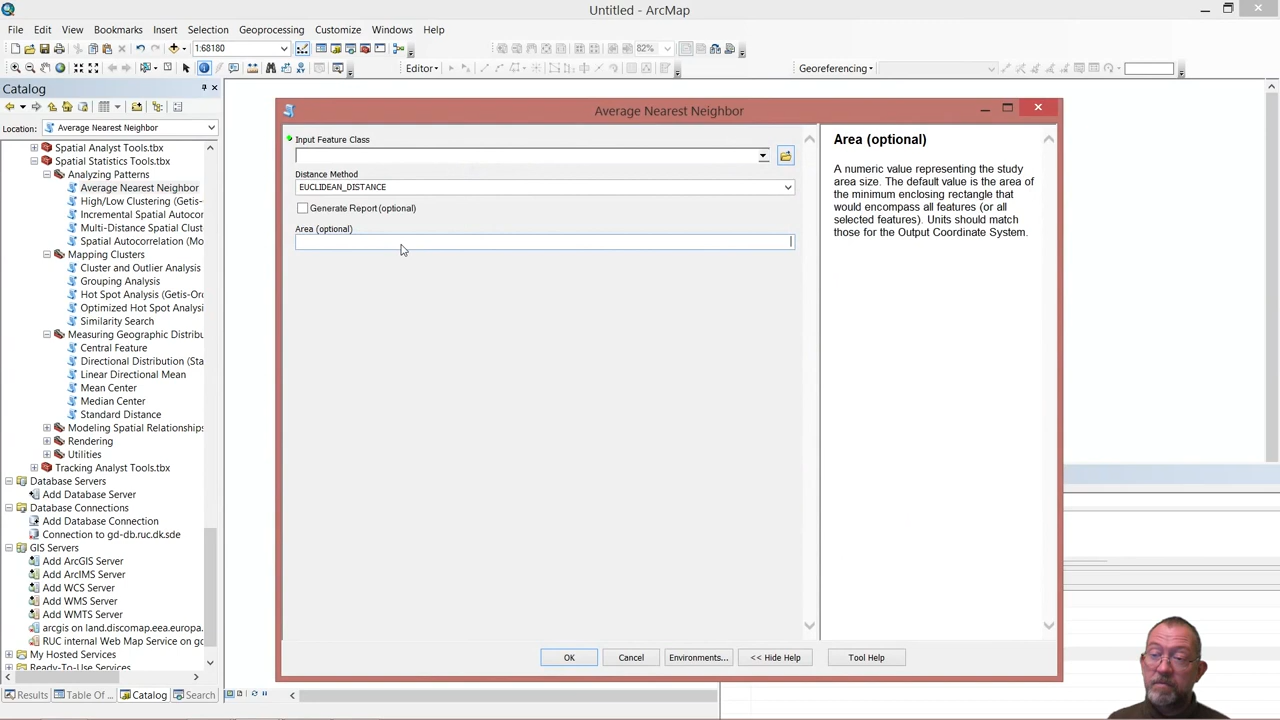 Untitled - ArcMap
File Edit View Bookmarks Insert Selection Geoprocessing Customize Windows Help
1:68180
82%
Editor
Georeferencing
Catalog
Location: Average Nearest Neighbor
Spatial Analyst Tools.tbx
Spatial Statistics Tools.tbx
Analyzing Patterns
Average Nearest Neighbor
High/Low Clustering (Getis-
Incremental Spatial Autocor
Multi-Distance Spatial Clust
Spatial Autocorrelation (Mo
Mapping Clusters
Cluster and Outlier Analysis
Grouping Analysis
Hot Spot Analysis (Getis-Or
Optimized Hot Spot Analysi
Similarity Search
Measuring Geographic Distribu
Central Feature
Directional Distribution (Sta
Linear Directional Mean
Mean Center
Median Center
Standard Distance
Modeling Spatial Relationships
Rendering
Utilities
Tracking Analyst Tools.tbx
Database Servers
Add Database Server
Database Connections
Add Database Connection
Connection to gd-db.ruc.dk.sde
GIS Servers
Add ArcGIS Server
Add ArcIMS Server
Add WCS Server
Add WMS Server
Add WMTS Server
arcgis on land.discomap.eea.europa.
RUC internal Web Map Service on gc
My Hosted Services
Ready-To-Use Services
Results Table Of ... Catalog Search
Average Nearest Neighbor
Input Feature Class
Distance Method
EUCLIDEAN_DISTANCE
Generate Report (optional)
Area (optional)
OK Cancel Environments... << Hide Help Tool Help
Area (optional)
A numeric value representing the study
area size. The default value is the area of
the minimum enclosing rectangle that
would encompass all features (or all
selected features). Units should match
those for the Output Coordinate System.